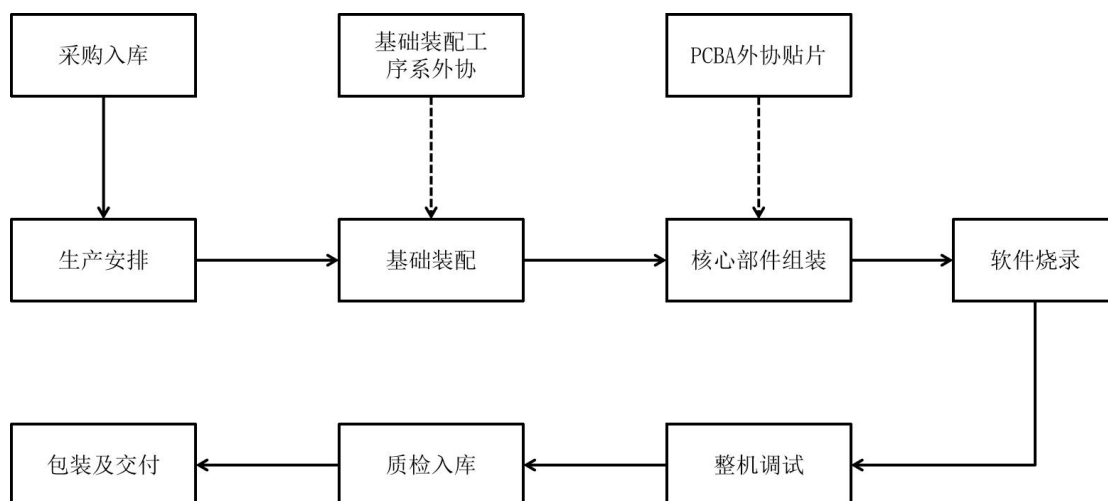 采购入库
基础装配工
序系外协
PCBA外协贴片
生产安排
基础装配
核心部件组装
软件烧录
包装及交付
质检入库
整机调试